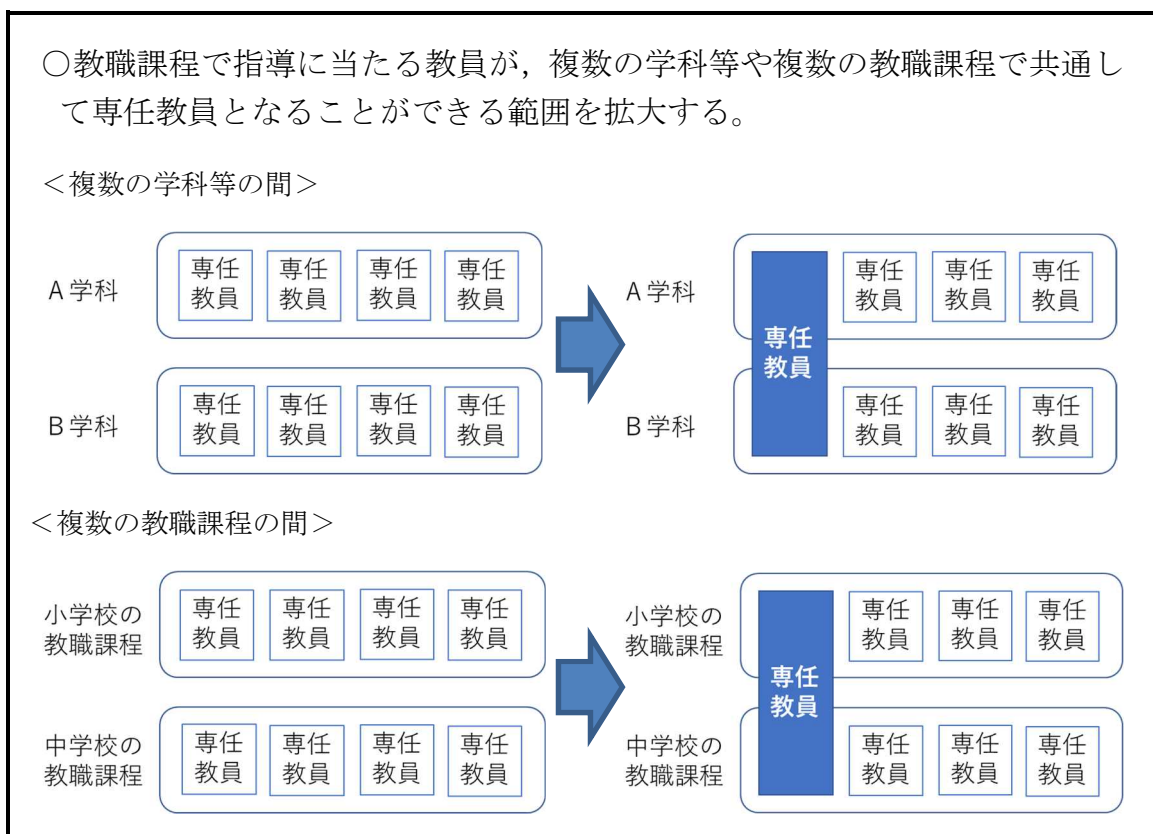 ○教職課程で指導に当たる教員が，複数の学科等や複数の教職課程で共通し
て専任教員となることができる範囲を拡大する。
＜複数の学科等の間＞
A学科
専任
教員
専任
教員
専任
教員
専任
教員
B学科
専任
教員
専任
教員
専任
教員
専任
教員
A学科
専任
教員
専任
教員
専任
教員
専任
教員
B学科
専任
教員
専任
教員
専任
教員
＜複数の教職課程の間＞
小学校の
教職課程
専任
教員
専任
教員
専任
教員
専任
教員
中学校の
教職課程
専任
教員
専任
教員
専任
教員
専任
教員
小学校の
教職課程
専任
教員
専任
教員
専任
教員
専任
教員
中学校の
教職課程
専任
教員
専任
教員
専任
教員